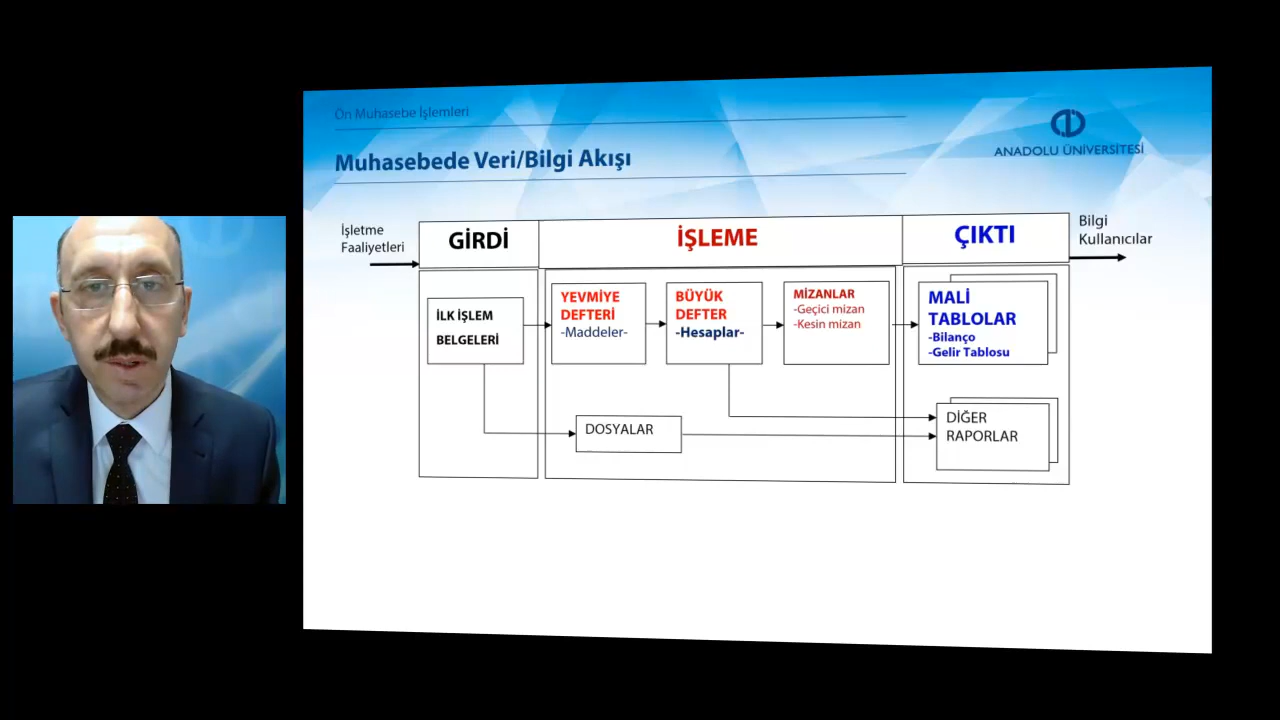 Ön Muhasebe İşlemleri
ANADOLU ÜNİVERSİTESİ
Muhasebede Veri/Bilgi Akışı
İşletme
Faaliyetleri
GİRDİ
İŞLEME
ÇIKTI
Bilgi
Kullanıcılar
İLK İŞLEM
BELGELERİ
YEVMİYE
DEFTERİ
-Maddeler-
BÜYÜK
DEFTER
-Hesaplar-
MİZANLAR
-Geçici mizan
-Kesin mizan
MALİ
TABLOLAR
-Bilanço
-Gelir Tablosu
DOSYALAR
DİĞER
RAPORLAR